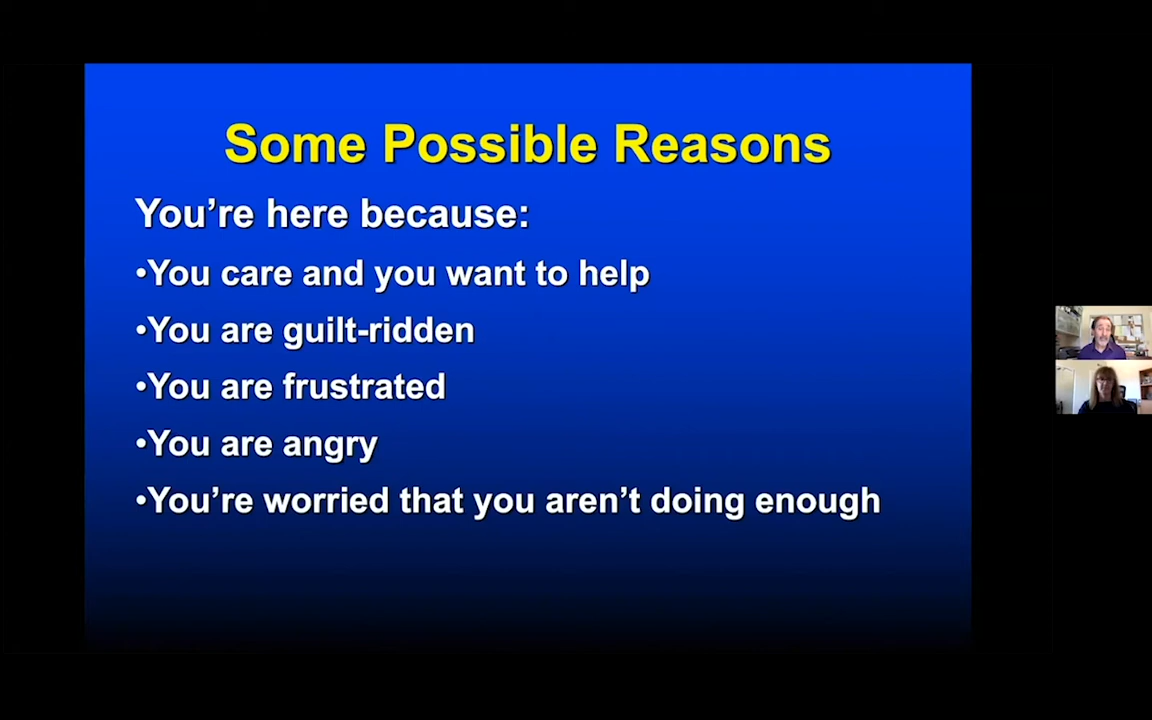 Some Possible Reasons
You’re here because:
•You care and you want to help
•You are guilt-ridden
•You are frustrated
•You are angry
•You’re worried that you aren’t doing enough